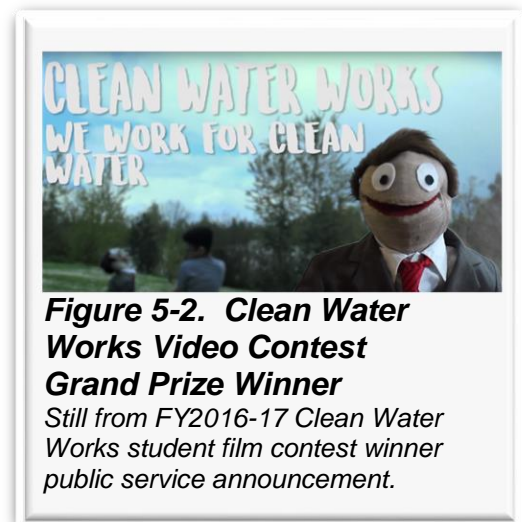 CLEAN WATER WORKS
WE WORK FOR CLEAN
WATER
Figure 5-2. Clean Water
Works Video Contest
Grand Prize Winner
Still from FY2016-17 Clean Water
Works student film contest winner
public service announcement.